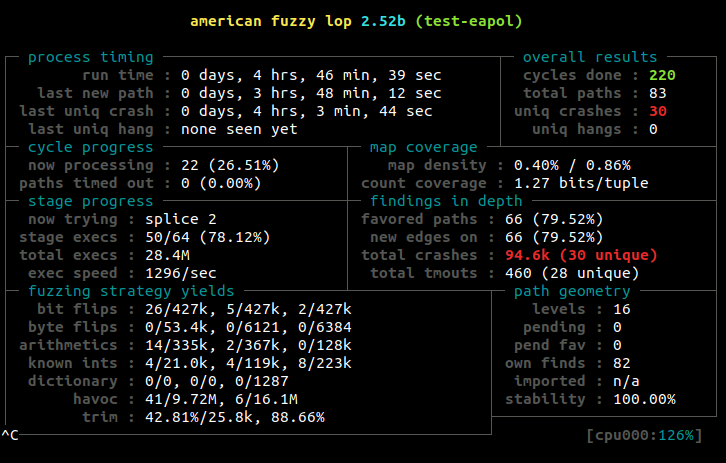 american fuzzy lop 2.52b (test-eapol)
process timing overall results
run time : 0 days, 4 hrs, 46 min, 39 sec cycles done : 220
last new path : 0 days, 3 hrs, 48 min, 12 sec total paths : 83
last uniq crash : 0 days, 4 hrs, 3 min, 44 sec uniq crashes : 30
last uniq hang : none seen yet uniq hangs : 0
cycle progress map coverage
now processing : 22 (26.51%) map density : 0.40% / 0.86%
paths timed out : 0 (0.00%) count coverage : 1.27 bits/tuple
stage progress findings in depth
now trying : splice 2 favored paths : 66 (79.52%)
stage execs : 50/64 (78.12%) new edges on : 66 (79.52%)
total execs : 28.4M total crashes : 94.6k (30 unique)
exec speed : 1296/sec total tmouts : 460 (28 unique)
fuzzing strategy yields path geometry
bit flips : 26/427k, 5/427k, 2/427k levels : 16
byte flips : 0/53.4k, 0/6121, 0/6384 pending : 0
arithmetics : 14/335k, 2/367k, 0/128k pend fav : 0
known ints : 4/21.0k, 4/119k, 8/223k own finds : 82
dictionary : 0/0, 0/0, 0/1287 imported : n/a
havoc : 41/9.72M, 6/16.1M stability : 100.00%
trim : 42.81%/25.8k, 88.66%
^C [cpu000:126%]